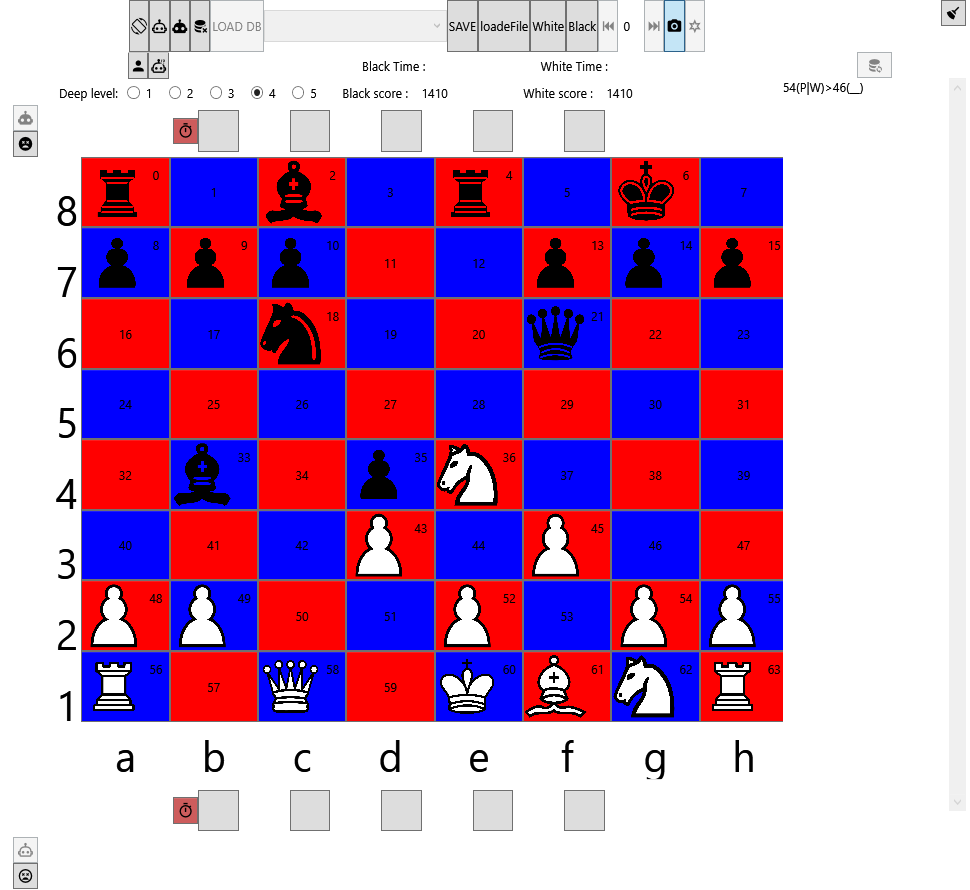 LOAD DB SAVE loadeFile White Black 0
Black Time : White Time :
Deep level: 1 2 3 4 5 Black score : 1410 White score : 1410 54(P|W)>46(__)
8 0 1 2 3 4 5 6 7
7 8 9 10 11 12 13 14 15
6 16 17 18 19 20 21 22 23
5 24 25 26 27 28 29 30 31
4 32 33 34 35 36 37 38 39
3 40 41 42 43 44 45 46 47
2 48 49 50 51 52 53 54 55
1 56 57 58 59 60 61 62 63
a b c d e f g h